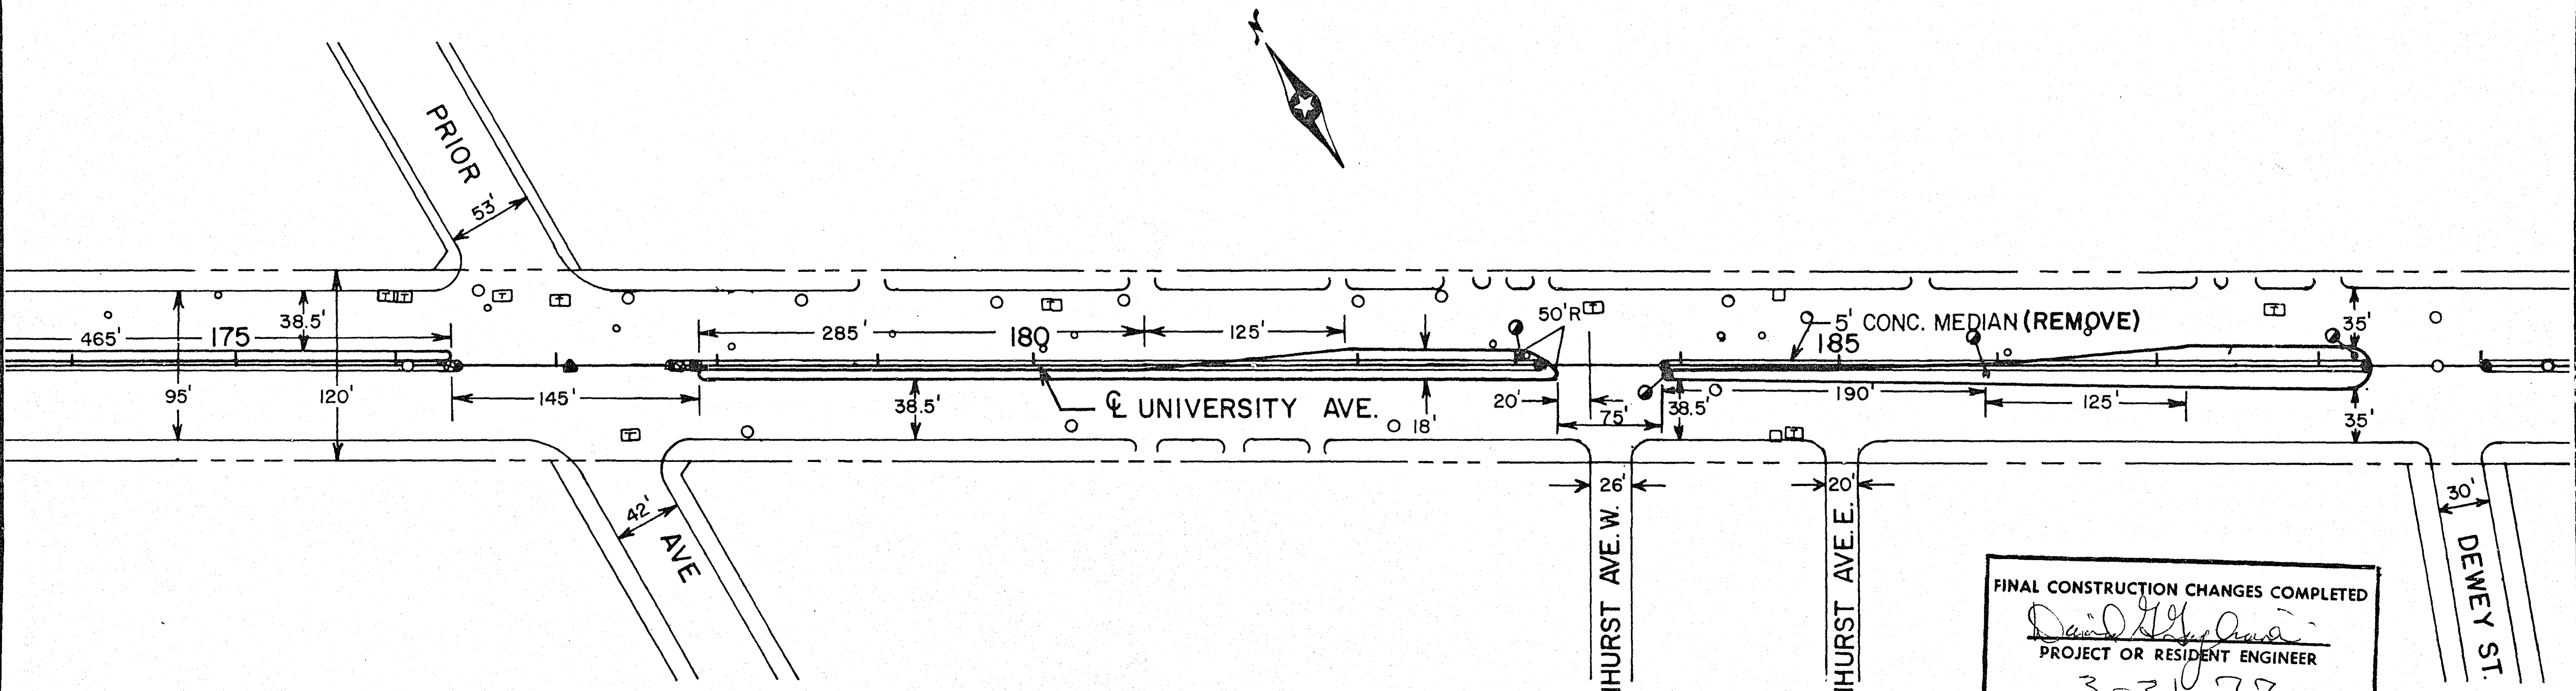 N
PRIOR
53'
465'
175
38.5'
285'
180
125'
50'R
5' CONC. MEDIAN (REMOVE)
185
35'
95'
120'
145'
38.5'
℄ UNIVERSITY AVE.
18'
20'
75'
38.5'
190'
125'
35'
42'
AVE
26'
20'
30'
HURST AVE. W.
HURST AVE. E.
DEWEY ST.
FINAL CONSTRUCTION CHANGES COMPLETED
PROJECT OR RESIDENT ENGINEER
T
T
T
T
T
T
T
T
T
T